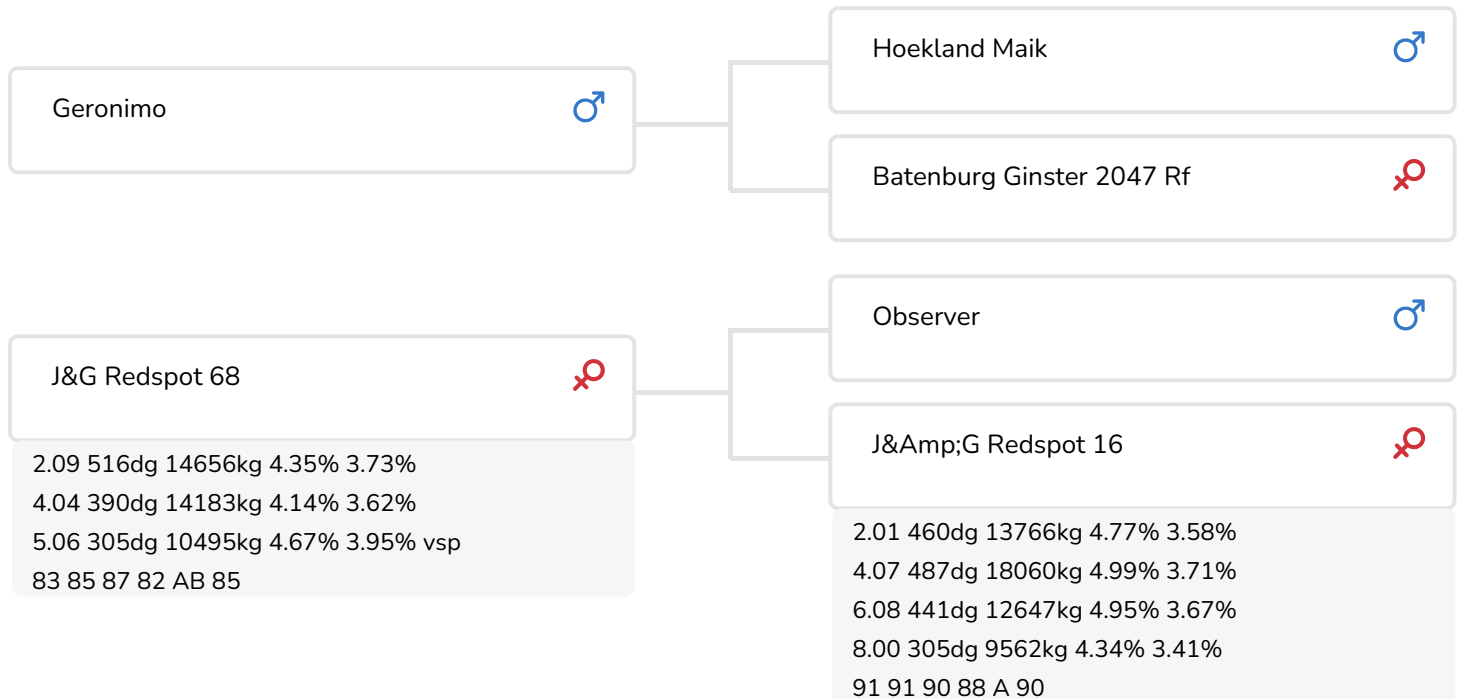 Geronimo
Hoekland Maik
Batenburg Ginster 2047 Rf
J&G Redspot 68
2.09 516dg 14656kg 4.35% 3.73%
4.04 390dg 14183kg 4.14% 3.62%
5.06 305dg 10495kg 4.67% 3.95% vsp
83 85 87 82 AB 85
Observer
J&Amp;G Redspot 16
2.01 460dg 13766kg 4.77% 3.58%
4.07 487dg 18060kg 4.99% 3.71%
6.08 441dg 12647kg 4.95% 3.67%
8.00 305dg 9562kg 4.34% 3.41%
91 91 90 88 A 90